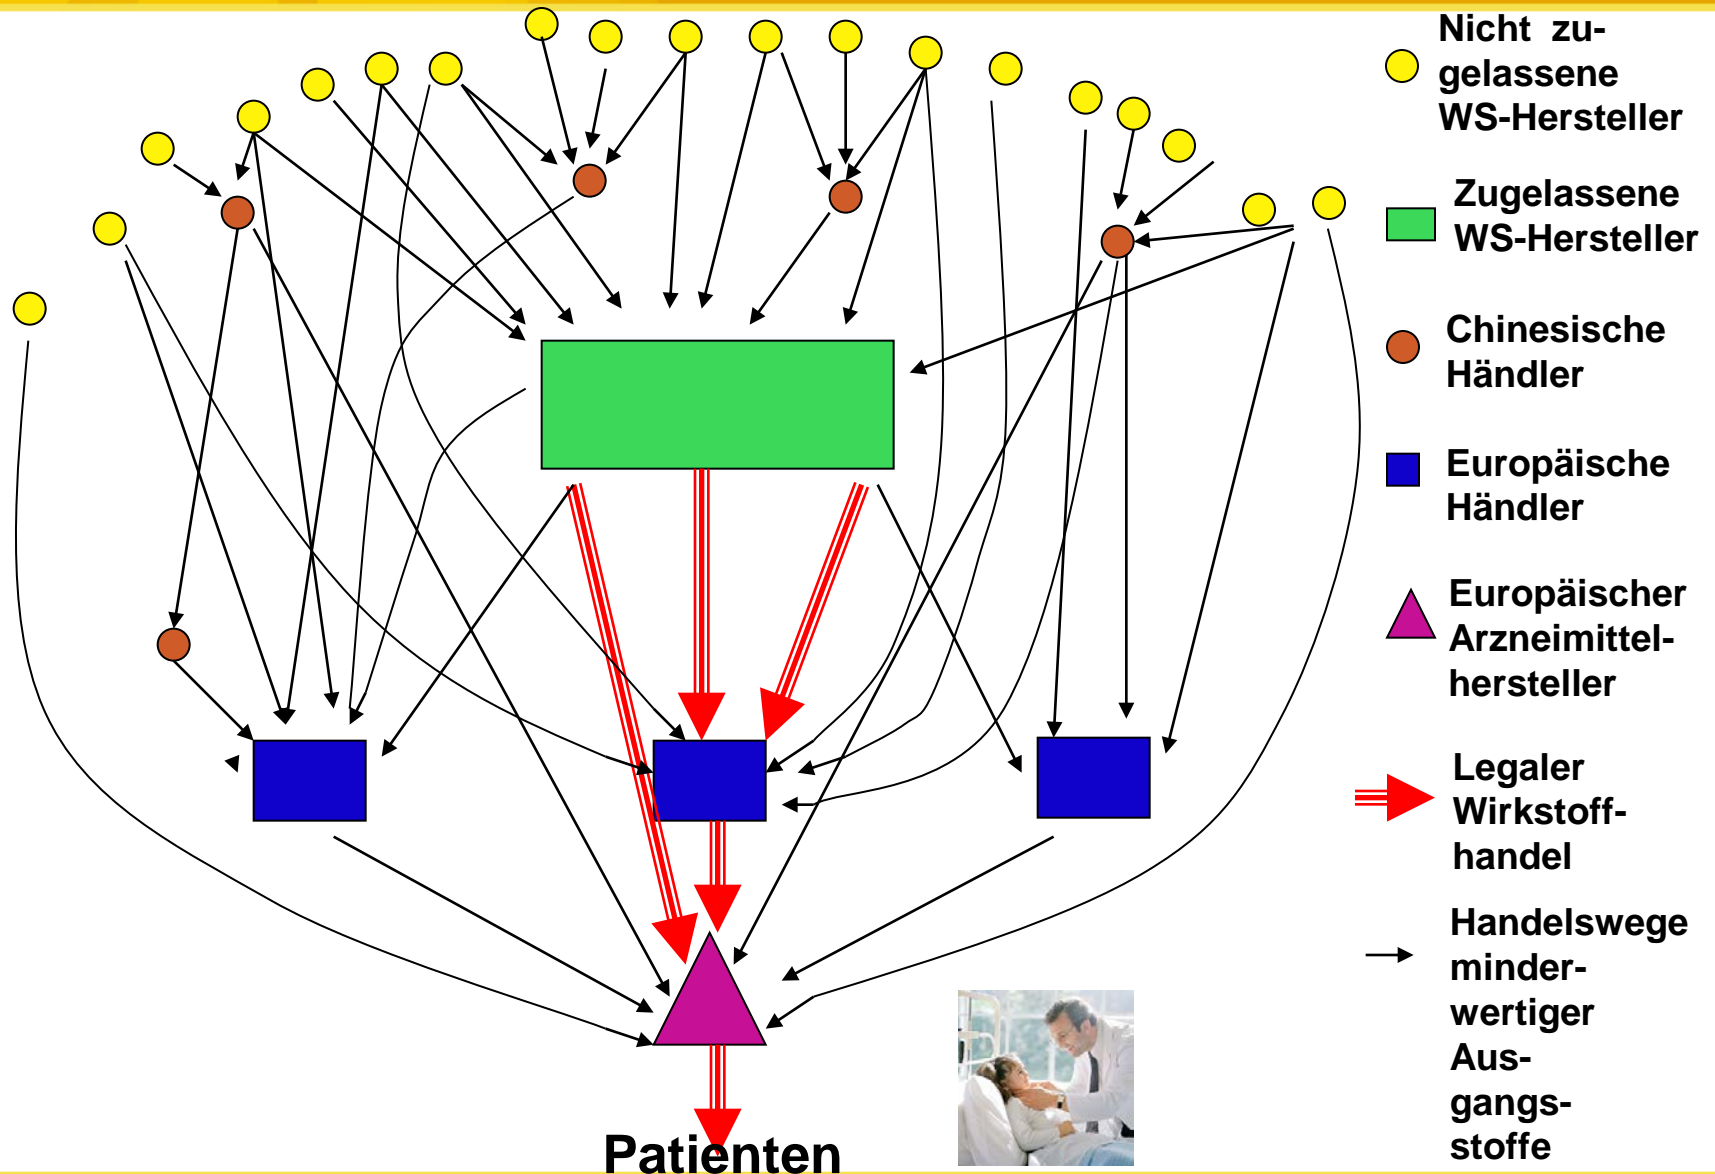 Nicht zu-
gelassene
WS-Hersteller
Zugelassene
WS-Hersteller
Chinesische
Händler
Europäische
Händler
Europäischer
Arzneimittel-
hersteller
Legaler
Wirkstoff-
handel
Handelswege
minder-
wertiger
Aus-
gangs-
stoffe
Patienten